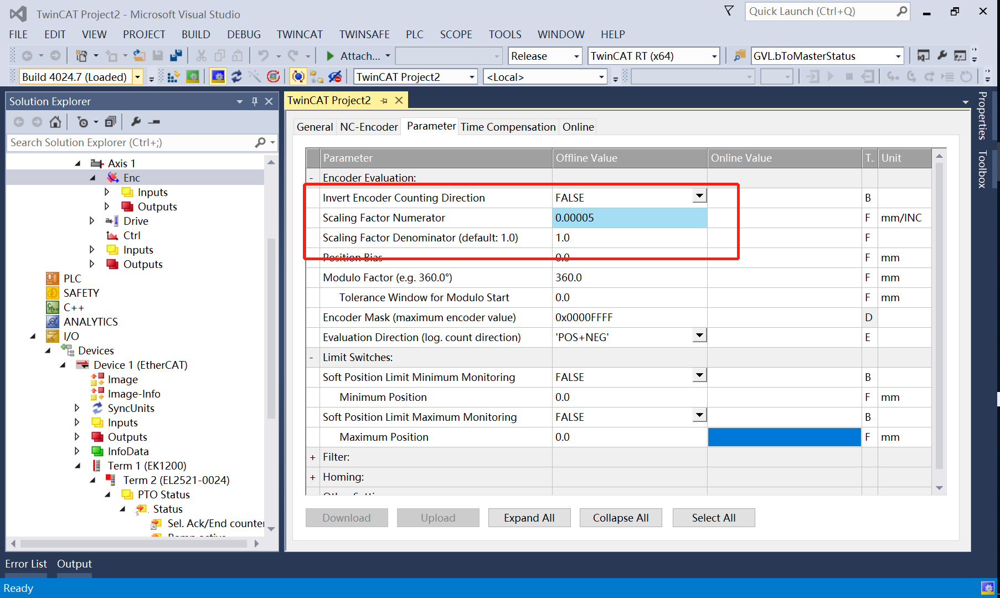 TwinCAT Project2 - Microsoft Visual Studio
Quick Launch (Ctrl+Q)
FILE EDIT VIEW PROJECT BUILD DEBUG TWINCAT TWINSAFE PLC SCOPE TOOLS WINDOW HELP
Attach... Release TwinCAT RT (x64) GVL.bToMasterStatus
Build 4024.7 (Loaded) TwinCAT Project2 <Local>
Solution Explorer
Search Solution Explorer (Ctrl+;)
Axis 1
Enc
Inputs
Outputs
Drive
Ctrl
Inputs
Outputs
PLC
SAFETY
C++
ANALYTICS
I/O
Devices
Device 1 (EtherCAT)
Image
Image-Info
SyncUnits
Inputs
Outputs
InfoData
Term 1 (EK1200)
Term 2 (EL2521-0024)
PTO Status
Status
Sel. Ack/End counter
TwinCAT Project2
General NC-Encoder Parameter Time Compensation Online
Parameter Offline Value Online Value T.. Unit
- Encoder Evaluation:
Invert Encoder Counting Direction FALSE B
Scaling Factor Numerator 0.00005 F mm/INC
Scaling Factor Denominator (default: 1.0) 1.0 F
Position Bias 0.0 F mm
Modulo Factor (e.g. 360.0°) 360.0 F mm
Tolerance Window for Modulo Start 0.0 F mm
Encoder Mask (maximum encoder value) 0x0000FFFF D
Evaluation Direction (log. count direction) 'POS+NEG' E
- Limit Switches:
Soft Position Limit Minimum Monitoring FALSE B
Minimum Position 0.0 F mm
Soft Position Limit Maximum Monitoring FALSE B
Maximum Position 0.0 F mm
+ Filter:
+ Homing:
Download Upload Expand All Collapse All Select All
Properties
Toolbox
Error List Output
Ready